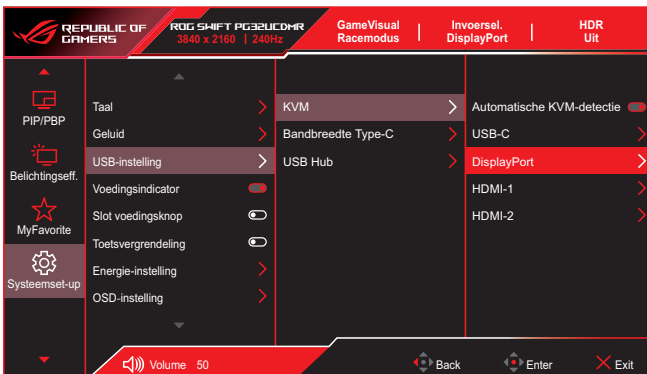 REPUBLIC OF
GAMERS
ROG SWIFT PG32UCDMR
3840 x 2160 | 240Hz
GameVisual
Racemodus
Invoersel.
DisplayPort
HDR
Uit
PIP/PBP
Belichtingseff.
MyFavorite
Systeemset-up
Taal
Geluid
USB-instelling
Voedingsindicator
Slot voedingsknop
Toetsvergrendeling
Energie-instelling
OSD-instelling
KVM
Bandbreedte Type-C
USB Hub
Automatische KVM-detectie
USB-C
DisplayPort
HDMI-1
HDMI-2
Volume 50
Back
Enter
Exit